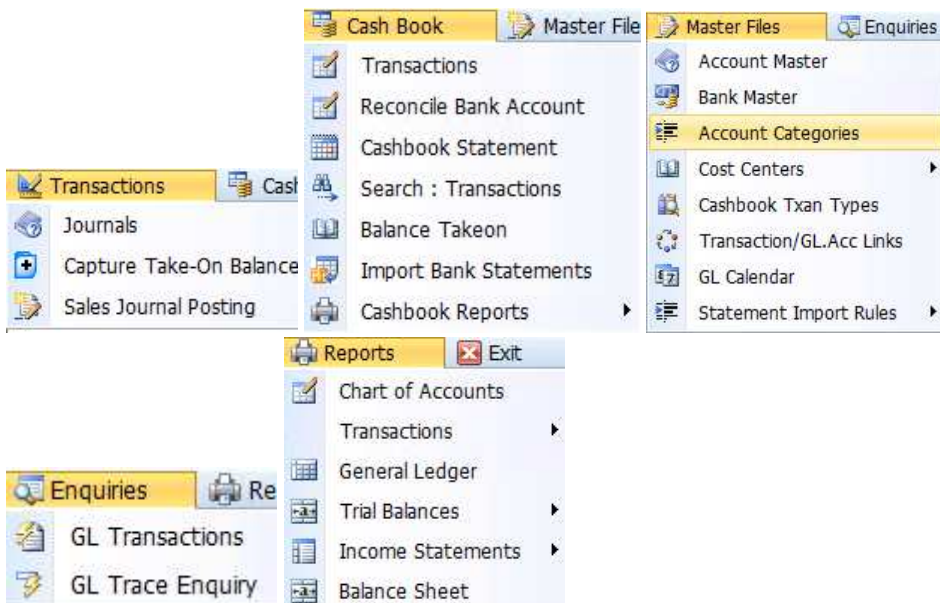 Transactions Cash
Journals
Capture Take-On Balance
Sales Journal Posting
Cash Book Master File
Transactions
Reconcile Bank Account
Cashbook Statement
Search : Transactions
Balance Takeon
Import Bank Statements
Cashbook Reports
Master Files Enquiries
Account Master
Bank Master
Account Categories
Cost Centers
Cashbook Txan Types
Transaction/GL.Acc Links
GL Calendar
Statement Import Rules
Enquiries Re
GL Transactions
GL Trace Enquiry
Reports Exit
Chart of Accounts
Transactions
General Ledger
Trial Balances
Income Statements
Balance Sheet